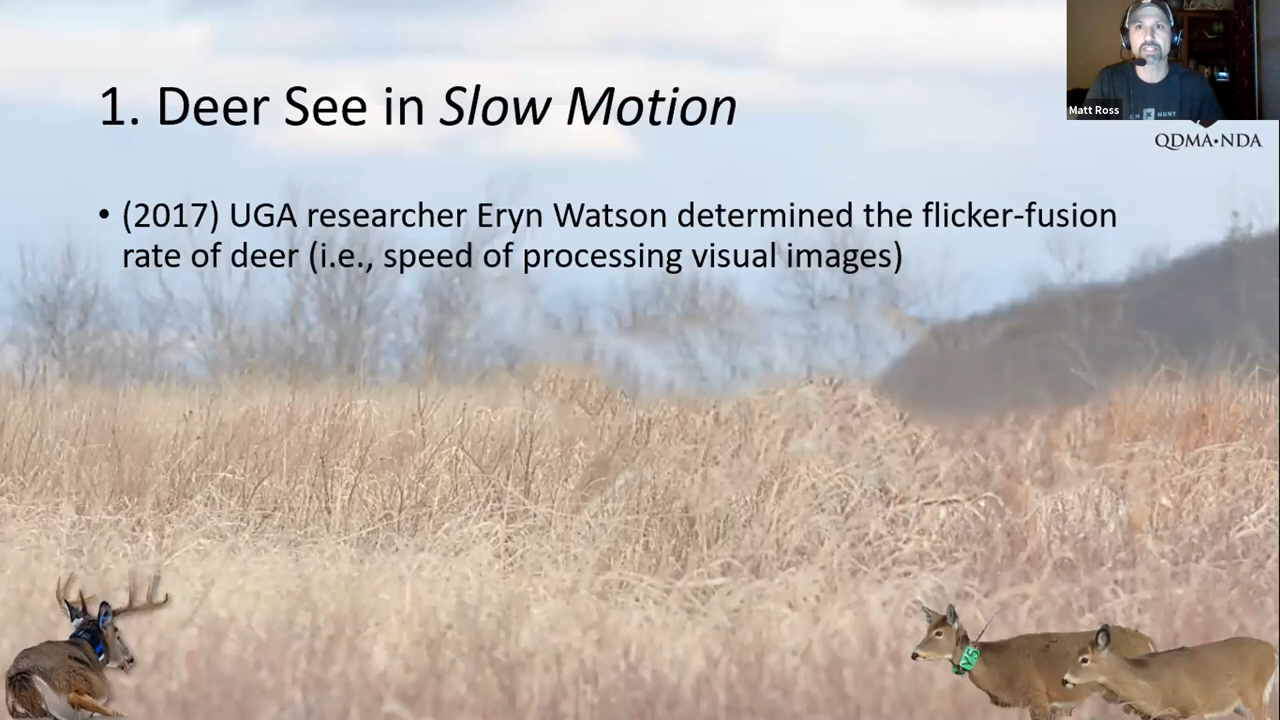 Matt Ross
QDMA•NDA
1. Deer See in Slow Motion
• (2017) UGA researcher Eryn Watson determined the flicker-fusion
rate of deer (i.e., speed of processing visual images)